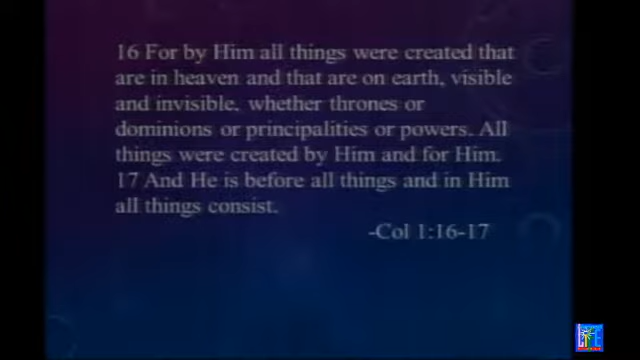 16 For by Him all things were created that
are in heaven and that are on earth, visible
and invisible, whether thrones or
dominions or principalities or powers. All
things were created by Him and for Him.
17 And He is before all things and in Him
all things consist.
-Col 1:16-17